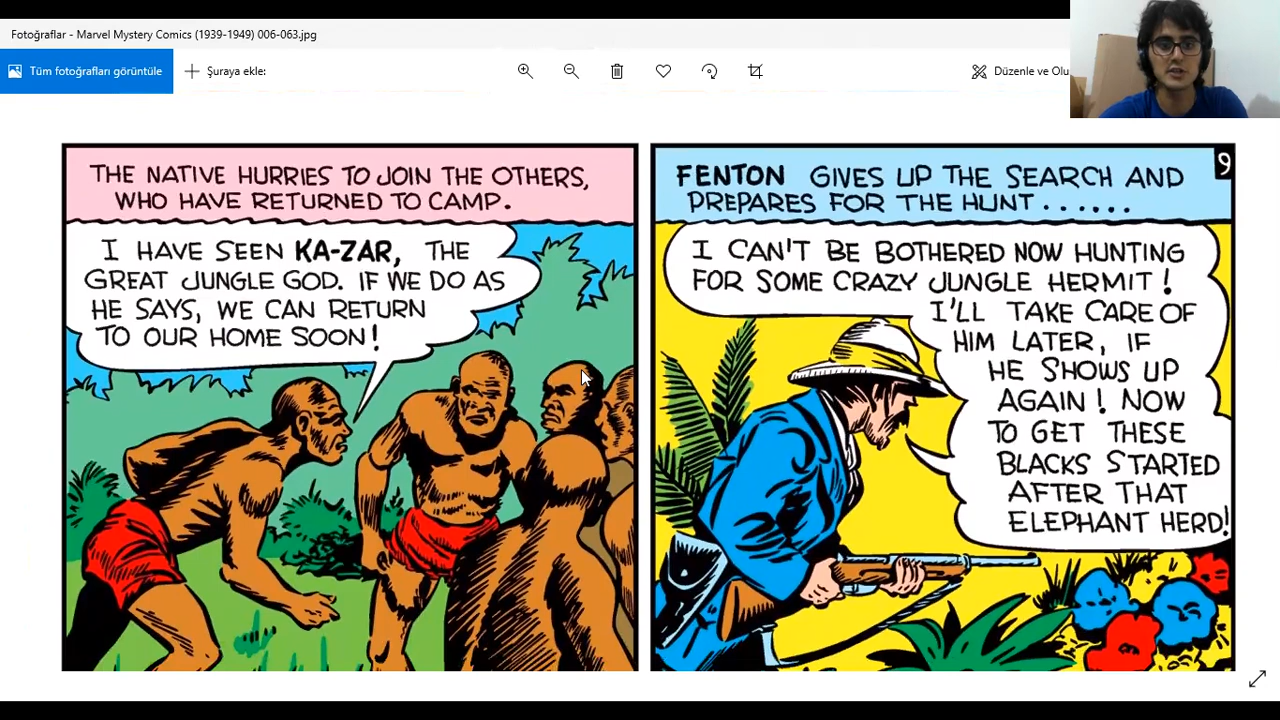 Fotoğraflar - Marvel Mystery Comics (1939-1949) 006-063.jpg
Tüm fotoğrafları görüntüle
Şuraya ekle:
Düzenle ve Olu
THE NATIVE HURRIES TO JOIN THE OTHERS,
WHO HAVE RETURNED TO CAMP.
I HAVE SEEN KA-ZAR, THE
GREAT JUNGLE GOD. IF WE DO AS
HE SAYS, WE CAN RETURN
TO OUR HOME SOON!
9
FENTON GIVES UP THE SEARCH AND
PREPARES FOR THE HUNT......
I CAN'T BE BOTHERED NOW HUNTING
FOR SOME CRAZY JUNGLE HERMIT!
I'LL TAKE CARE OF
HIM LATER, IF
HE SHOWS UP
AGAIN! NOW
TO GET THESE
BLACKS STARTED
AFTER THAT
ELEPHANT HERD!